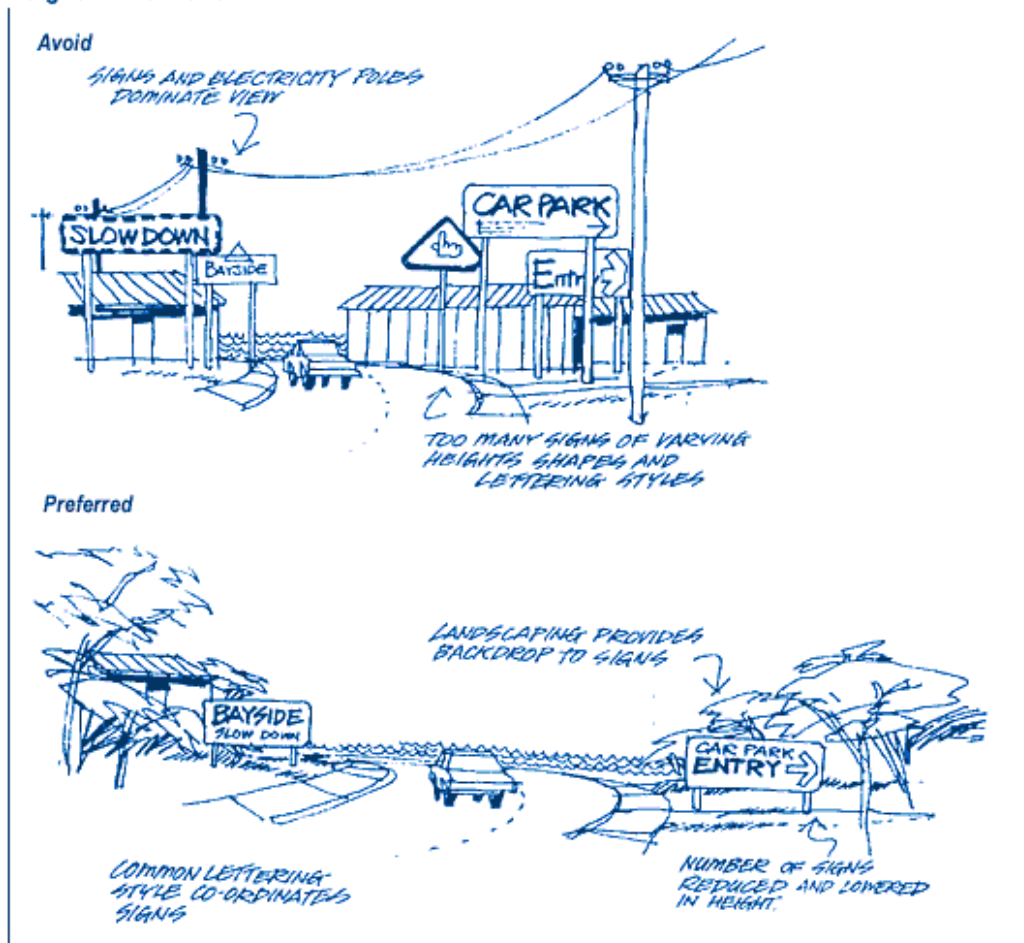 Avoid
SIGNS AND ELECTRICITY POLES
DOMINATE VIEW
CAR PARK
SLOW DOWN
BAYSIDE
Entry
TOO MANY SIGNS OF VARYING
HEIGHTS SHAPES AND
LETTERING STYLES
Preferred
LANDSCAPING PROVIDES
BACKDROP TO SIGNS
BAYSIDE
SLOW DOWN
CAR PARK
ENTRY
COMMON LETTERING
STYLE CO-ORDINATES
SIGNS
NUMBER OF SIGNS
REDUCED AND LOWERED
IN HEIGHT.